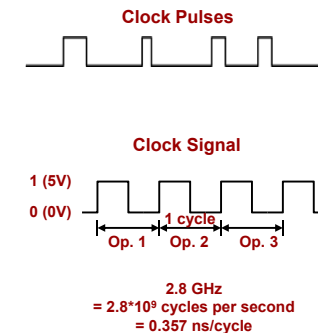 Clock Pulses
Clock Signal
1 (5V)
0 (0V)
1 cycle
Op. 1 Op. 2 Op. 3
2.8 GHz
= 2.8*10⁹ cycles per second
= 0.357 ns/cycle